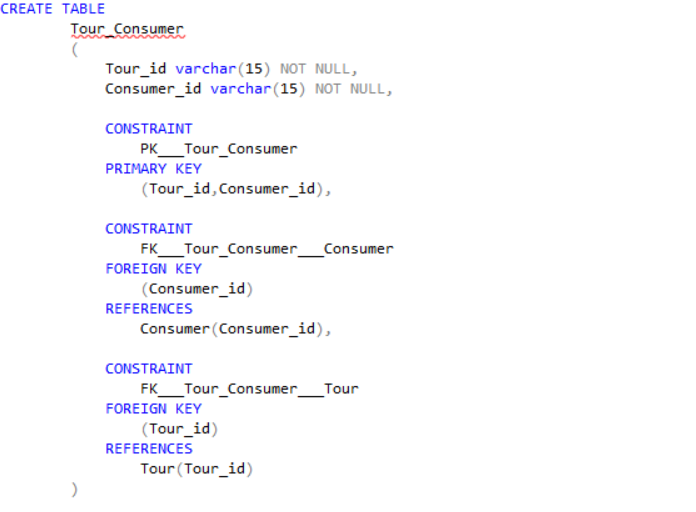 CREATE TABLE
Tour_Consumer
(
Tour_id varchar(15) NOT NULL,
Consumer_id varchar(15) NOT NULL,
CONSTRAINT
PK___Tour_Consumer
PRIMARY KEY
(Tour_id,Consumer_id),
CONSTRAINT
FK___Tour_Consumer___Consumer
FOREIGN KEY
(Consumer_id)
REFERENCES
Consumer(Consumer_id),
CONSTRAINT
FK___Tour_Consumer___Tour
FOREIGN KEY
(Tour_id)
REFERENCES
Tour(Tour_id)
)